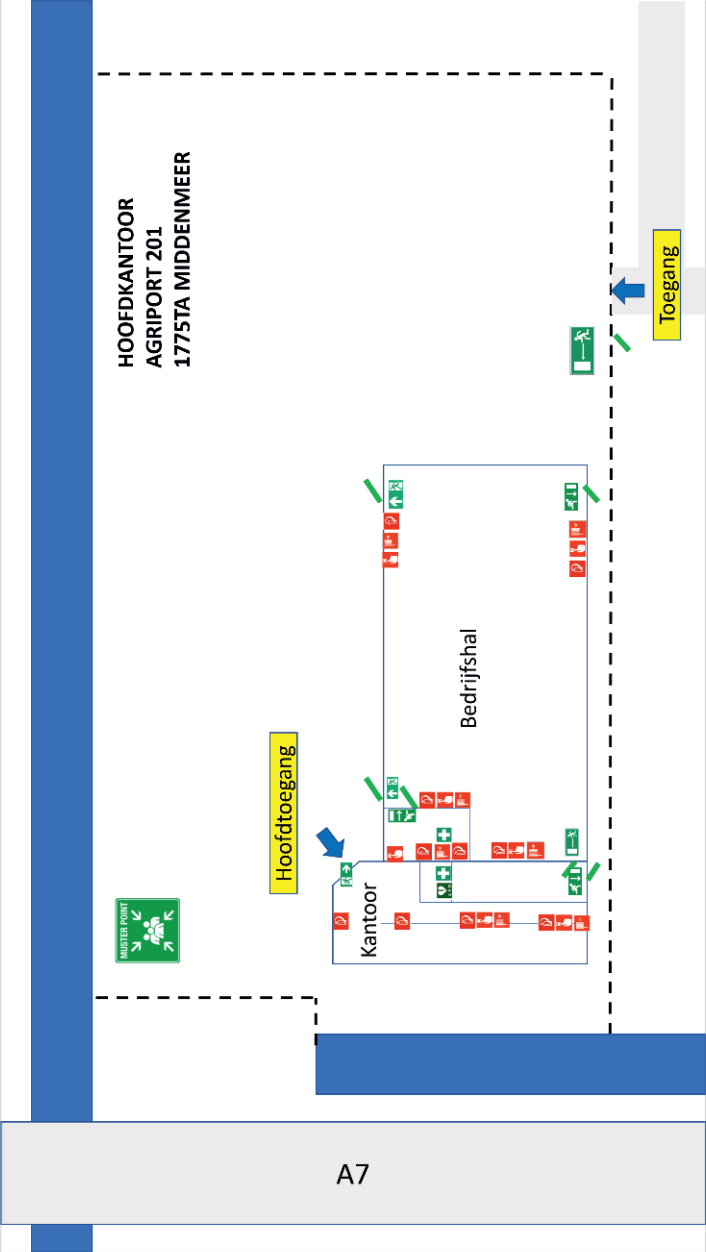 HOOFDKANTOOR
AGRIPORT 201
1775TA MIDDENMEER
Toegang
Bedrijfshal
Hoofdtoegang
MUSTER POINT
Kantoor
A7